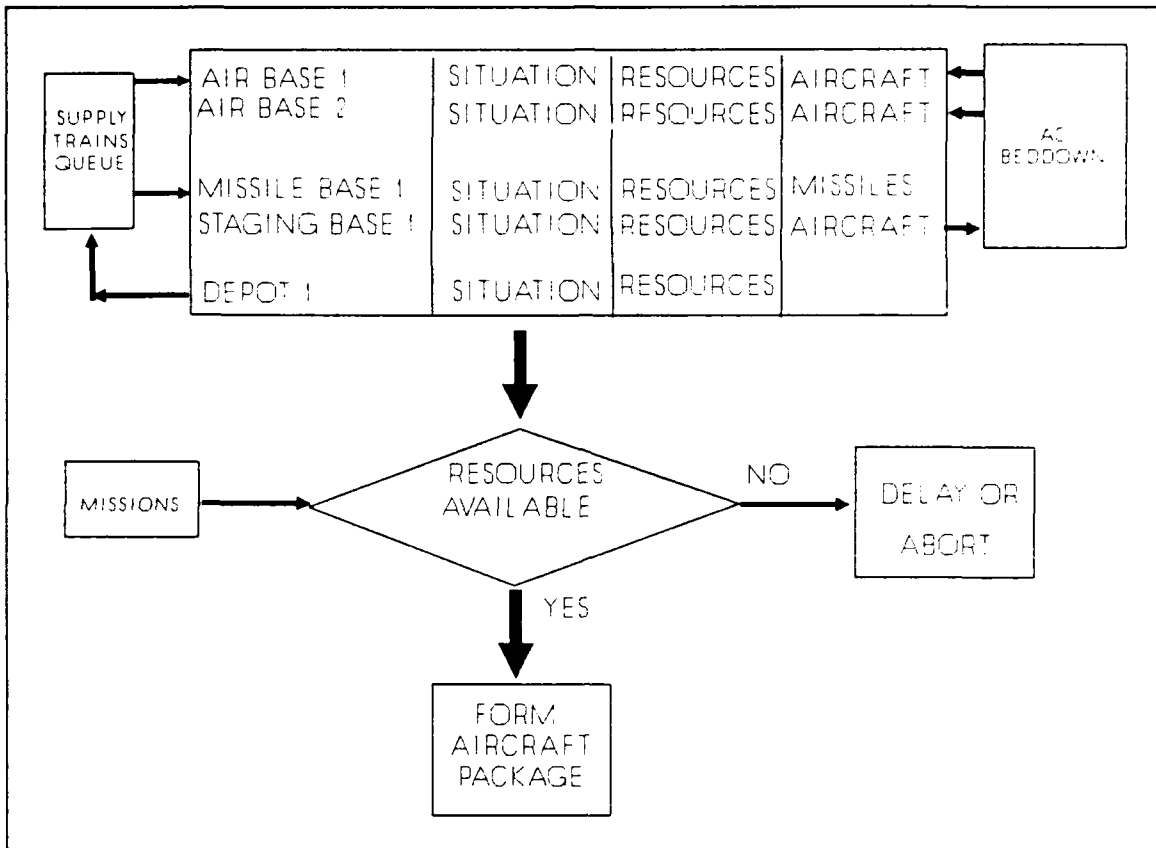 SUPPLY
TRAINS
QUEUE
AIR BASE 1 SITUATION RESOURCES AIRCRAFT
AIR BASE 2 SITUATION RESOURCES AIRCRAFT
MISSILE BASE 1 SITUATION RESOURCES MISSILES
STAGING BASE 1 SITUATION RESOURCES AIRCRAFT
DEPOT 1 SITUATION RESOURCES
AC
BEDDOWN
MISSIONS
RESOURCES
AVAILABLE
NO
DELAY OR
ABORT
YES
FORM
AIRCRAFT
PACKAGE